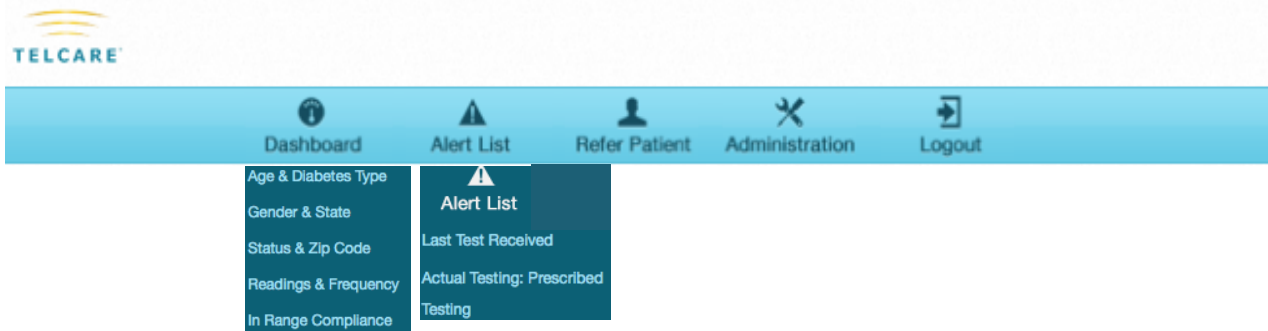 TELCARE
Dashboard Alert List Refer Patient Administration Logout
Age & Diabetes Type
Gender & State
Status & Zip Code
Readings & Frequency
In Range Compliance
Alert List
Last Test Received
Actual Testing: Prescribed
Testing